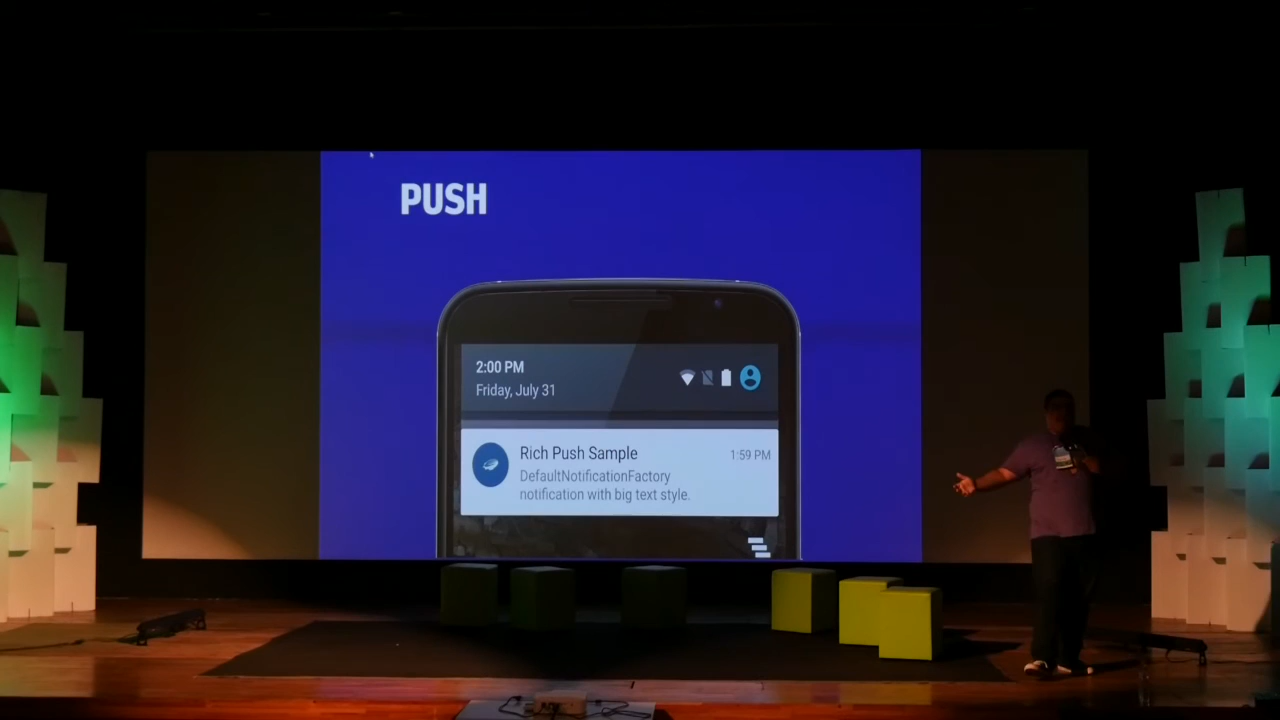 PUSH
2:00 PM
Friday, July 31
Rich Push Sample
1:59 PM
DefaultNotificationFactory
notification with big text style.